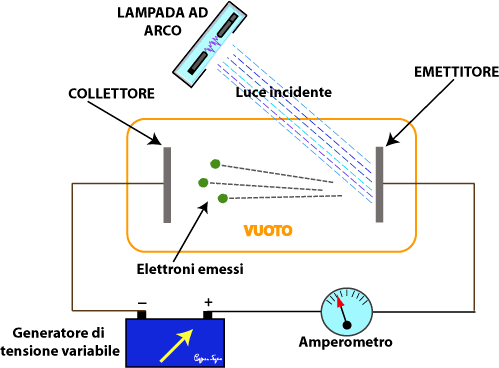 LAMPADA AD
ARCO
EMETTITORE
COLLETTORE
Luce incidente
VUOTO
Elettroni emessi
– +
Generatore di
tensione variabile
Amperometro